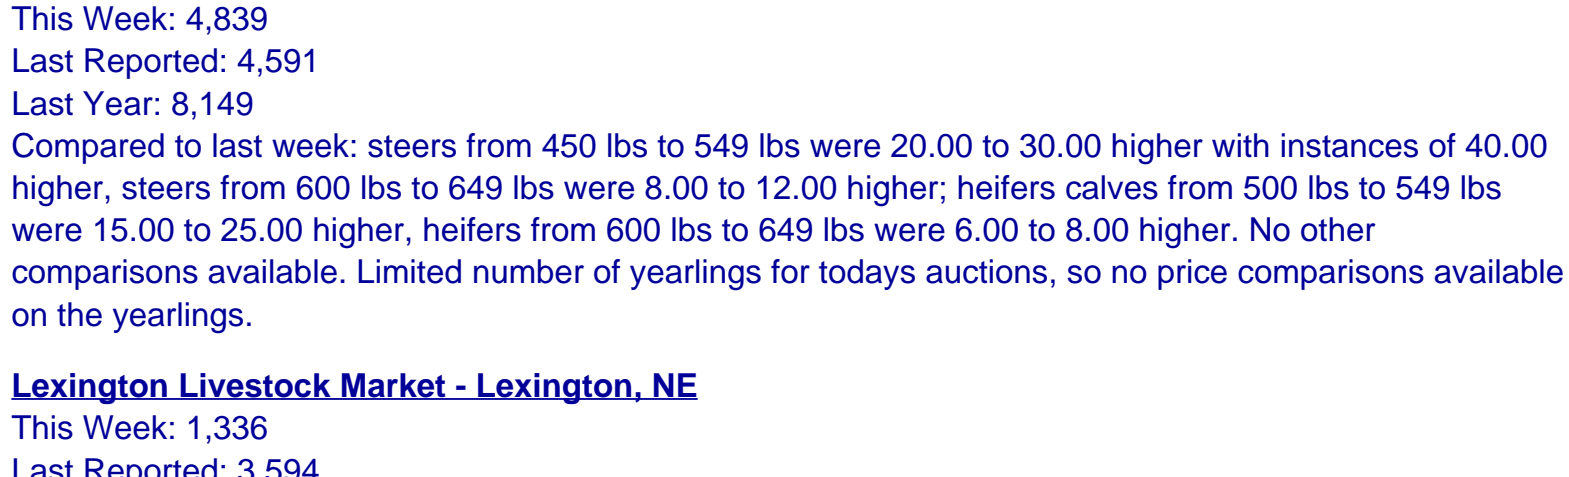 This Week: 4,839
Last Reported: 4,591
Last Year: 8,149
Compared to last week: steers from 450 lbs to 549 lbs were 20.00 to 30.00 higher with instances of 40.00
higher, steers from 600 lbs to 649 lbs were 8.00 to 12.00 higher; heifers calves from 500 lbs to 549 lbs
were 15.00 to 25.00 higher, heifers from 600 lbs to 649 lbs were 6.00 to 8.00 higher. No other
comparisons available. Limited number of yearlings for todays auctions, so no price comparisons available
on the yearlings.
Lexington Livestock Market - Lexington, NE
This Week: 1,336
Last Reported: 3,594